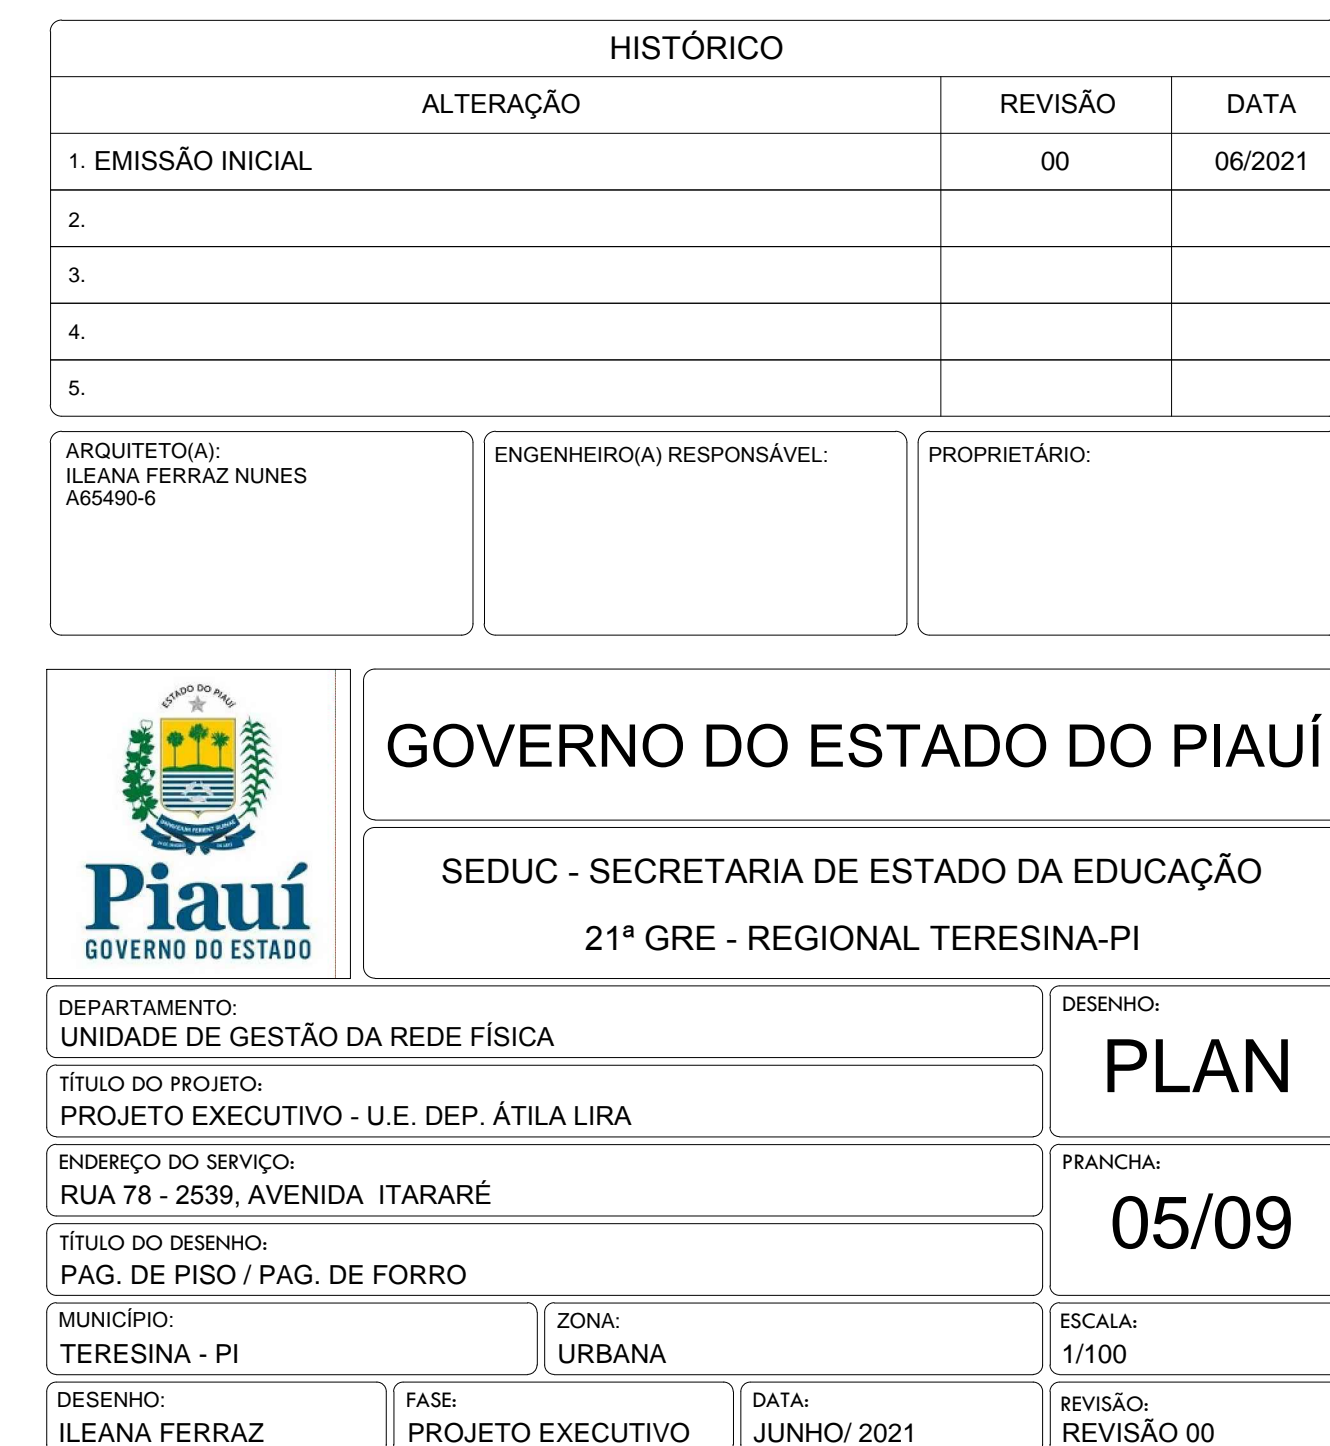 HISTÓRICO
ALTERAÇÃO REVISÃO DATA
1. EMISSÃO INICIAL 00 06/2021
2.
3.
4.
5.
ARQUITETO(A):
ILEANA FERRAZ NUNES
A65490-6
ENGENHEIRO(A) RESPONSÁVEL:
PROPRIETÁRIO:
ESTADO DO PIAUÍ
Piauí
GOVERNO DO ESTADO
GOVERNO DO ESTADO DO PIAUÍ
SEDUC - SECRETARIA DE ESTADO DA EDUCAÇÃO
21ª GRE - REGIONAL TERESINA-PI
DEPARTAMENTO:
UNIDADE DE GESTÃO DA REDE FÍSICA
DESENHO:
PLAN
TÍTULO DO PROJETO:
PROJETO EXECUTIVO - U.E. DEP. ÁTILA LIRA
ENDEREÇO DO SERVIÇO:
RUA 78 - 2539, AVENIDA ITARARÉ
PRANCHA:
05/09
TÍTULO DO DESENHO:
PAG. DE PISO / PAG. DE FORRO
MUNICÍPIO:
TERESINA - PI
ZONA:
URBANA
ESCALA:
1/100
DESENHO:
ILEANA FERRAZ
FASE:
PROJETO EXECUTIVO
DATA:
JUNHO/ 2021
REVISÃO:
REVISÃO 00